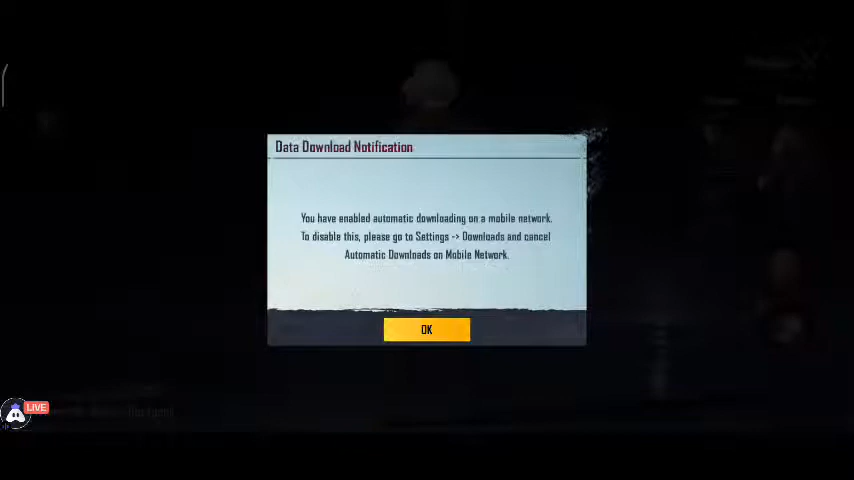 Data Download Notification
You have enabled automatic downloading on a mobile network.
To disable this, please go to Settings -> Downloads and cancel
Automatic Downloads on Mobile Network.
OK
LIVE